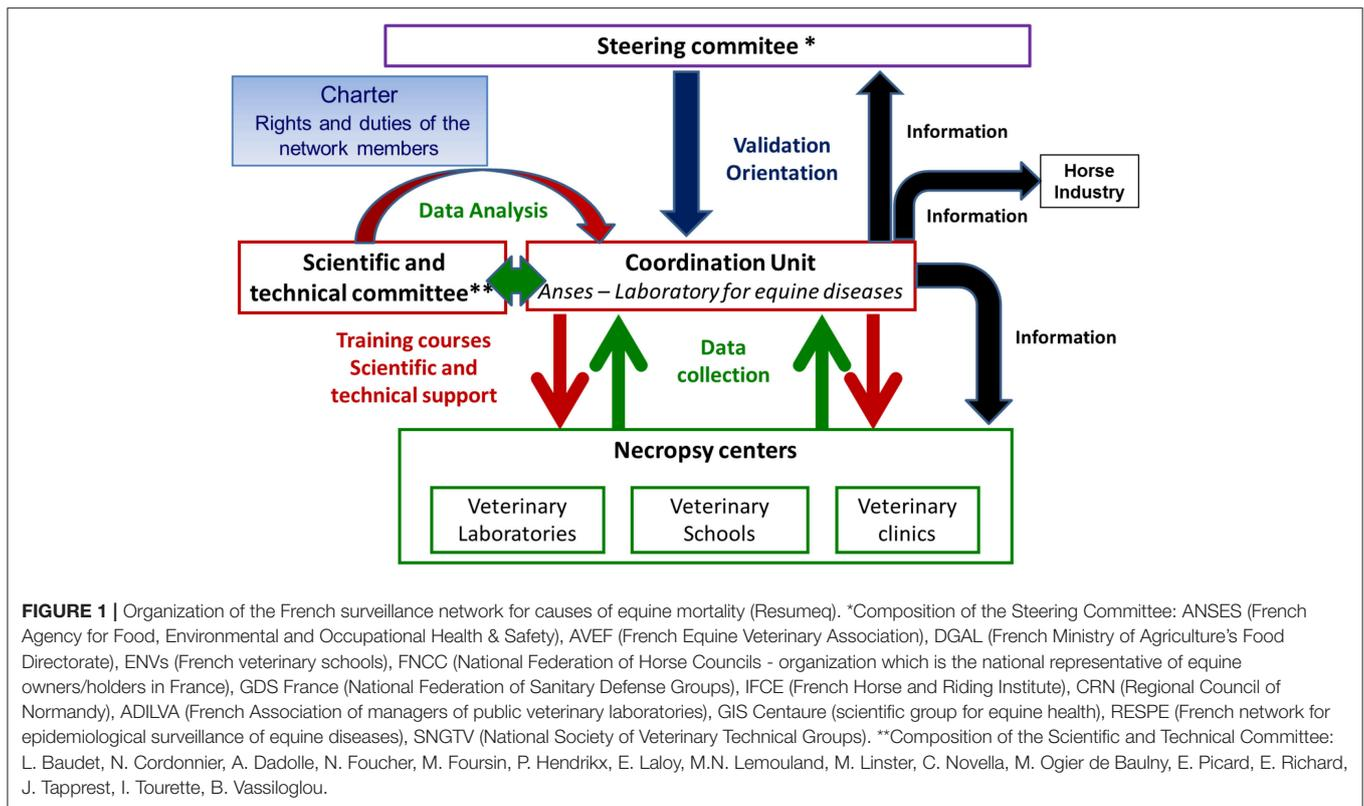 Steering commitee *
Charter
Rights and duties of the
network members
Validation
Orientation
Information
Horse
Industry
Information
Data Analysis
Scientific and
technical committee**
Coordination Unit
Anses – Laboratory for equine diseases
Training courses
Scientific and
technical support
Data
collection
Information
Necropsy centers
Veterinary
Laboratories
Veterinary
Schools
Veterinary
clinics
FIGURE 1 | Organization of the French surveillance network for causes of equine mortality (Resumeq). *Composition of the Steering Committee: ANSES (French
Agency for Food, Environmental and Occupational Health & Safety), AVEF (French Equine Veterinary Association), DGAL (French Ministry of Agriculture's Food
Directorate), ENVs (French veterinary schools), FNCC (National Federation of Horse Councils - organization which is the national representative of equine
owners/holders in France), GDS France (National Federation of Sanitary Defense Groups), IFCE (French Horse and Riding Institute), CRN (Regional Council of
Normandy), ADILVA (French Association of managers of public veterinary laboratories), GIS Centaure (scientific group for equine health), RESPE (French network for
epidemiological surveillance of equine diseases), SNGTV (National Society of Veterinary Technical Groups). **Composition of the Scientific and Technical Committee:
L. Baudet, N. Cordonnier, A. Dadolle, N. Foucher, M. Foursin, P. Hendrikx, E. Laloy, M.N. Lemouland, M. Linster, C. Novella, M. Ogier de Baulny, E. Picard, E. Richard,
J. Tapprest, I. Tourette, B. Vassiloglou.